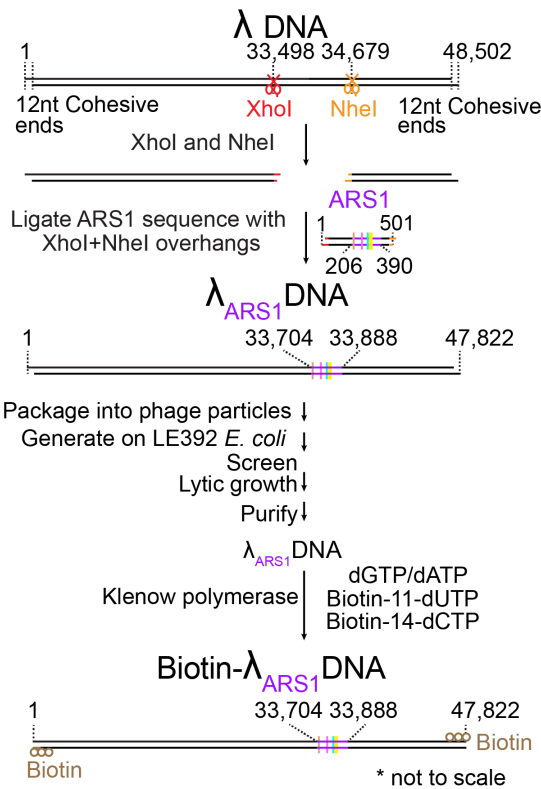 λ DNA
1 33,498 34,679 48,502
12nt Cohesive ends
XhoI
NheI
12nt Cohesive ends
XhoI and NheI
ARS1
Ligate ARS1 sequence with
XhoI+NheI overhangs
1 501
206 390
λARS1DNA
1 33,704 33,888 47,822
Package into phage particles
Generate on LE392 E. coli
Screen
Lytic growth
Purify
λARS1DNA
Klenow polymerase
dGTP/dATP
Biotin-11-dUTP
Biotin-14-dCTP
Biotin-λARS1DNA
1 33,704 33,888 47,822
Biotin
Biotin
* not to scale